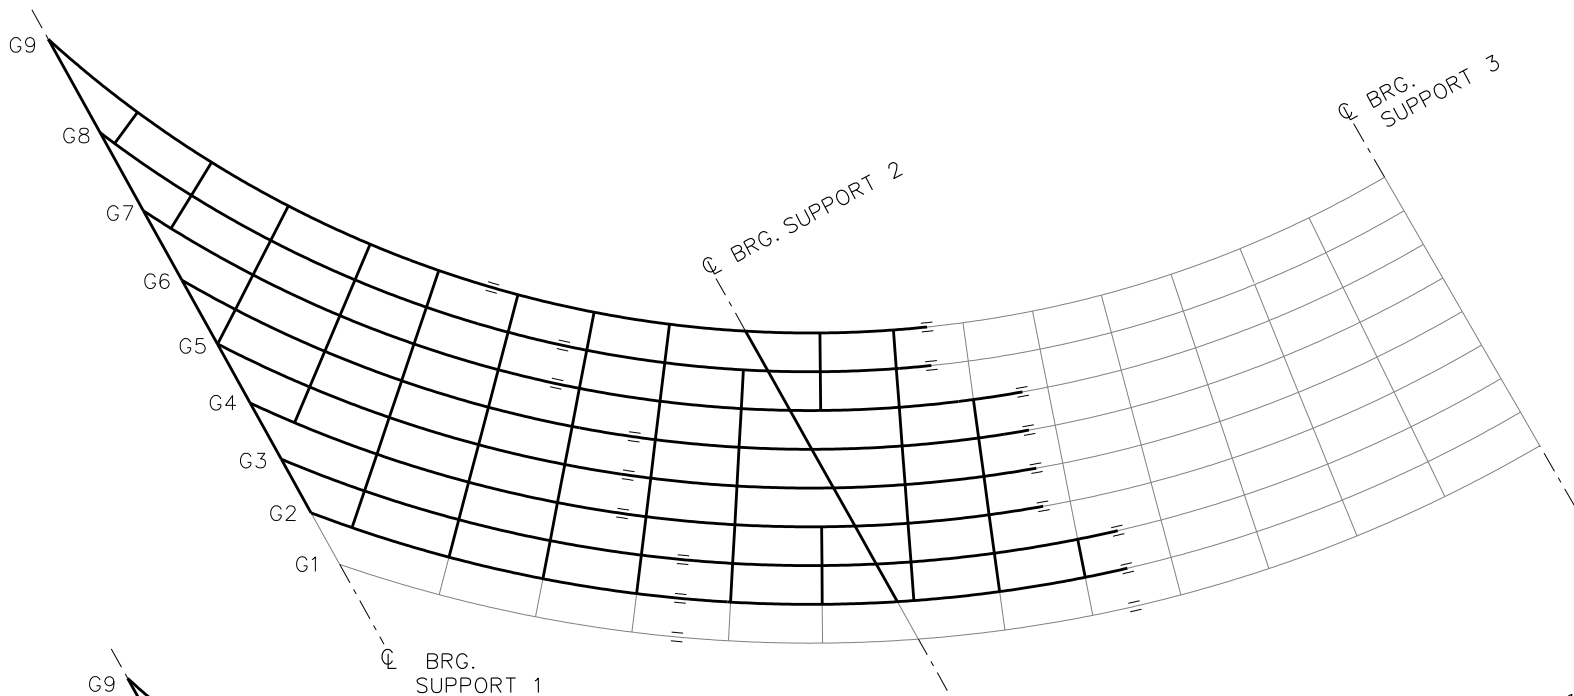 G9
G8
G7
G6
G5
G4
G3
G2
G1
℄ BRG.
SUPPORT 1
℄ BRG. SUPPORT 2
℄ BRG.
SUPPORT 3
G9